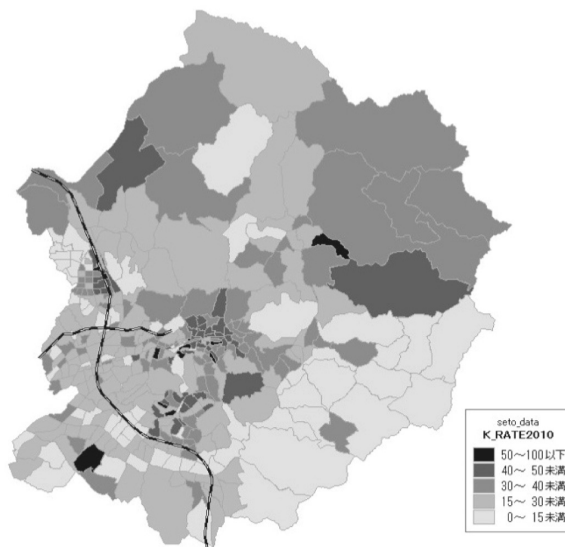 seto_data
K_RATE2010
50～100以下
40～ 50未満
30～ 40未満
15～ 30未満
0～ 15未満